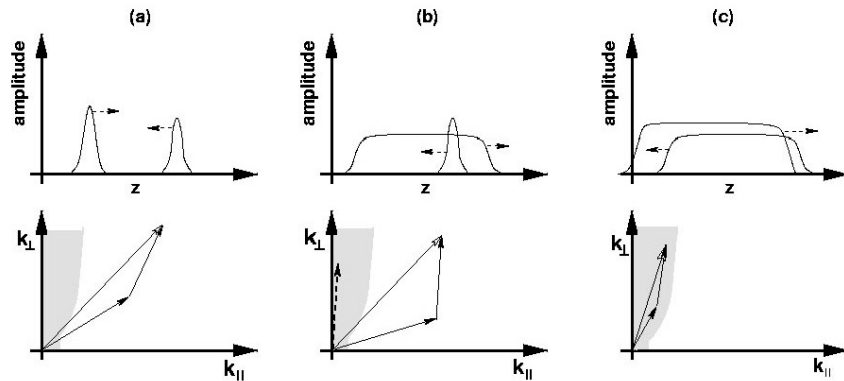 (a)
(b)
(c)
amplitude
z
amplitude
z
amplitude
z
k⊥
k||
k⊥
k||
k⊥
k||